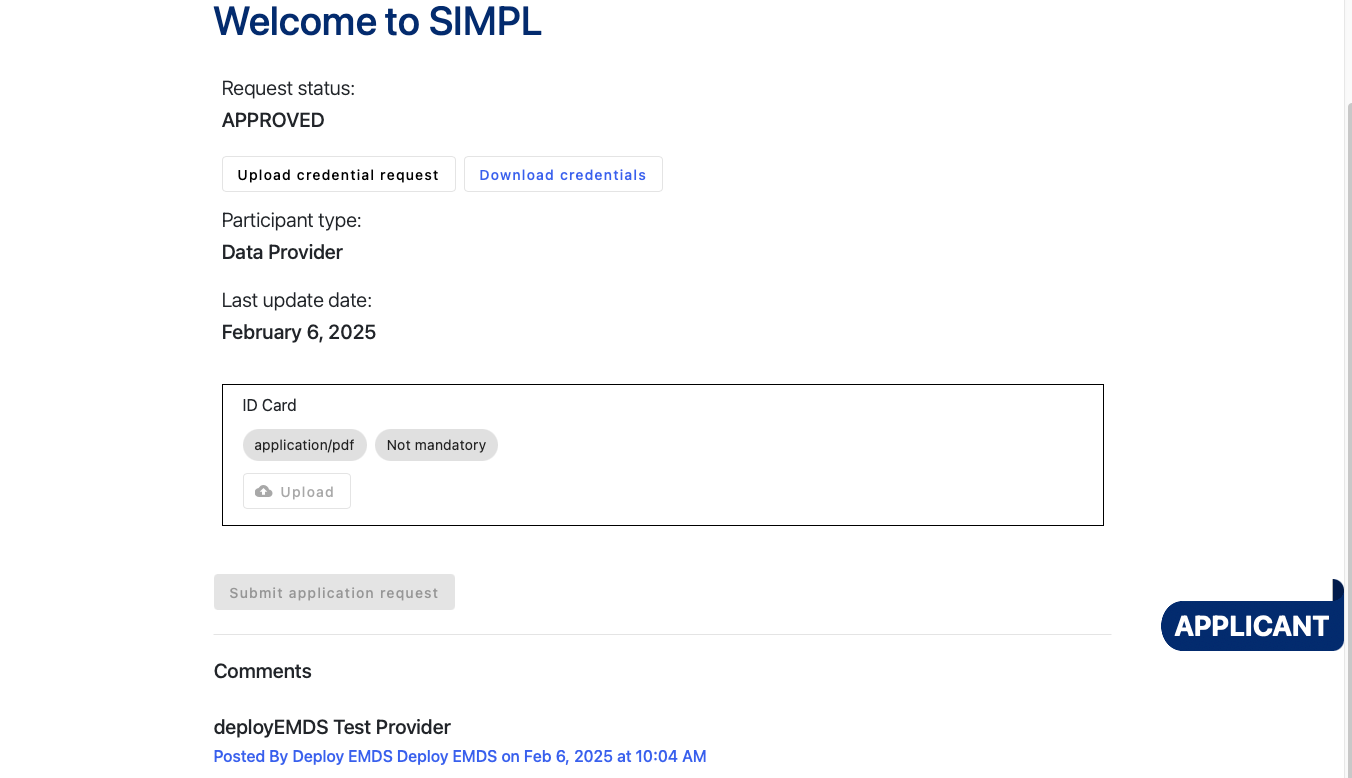 Welcome to SIMPL
Request status:
APPROVED
Upload credential request
Download credentials
Participant type:
Data Provider
Last update date:
February 6, 2025
ID Card
application/pdf
Not mandatory
Upload
Submit application request
APPLICANT
Comments
deployEMDS Test Provider
Posted By Deploy EMDS Deploy EMDS on Feb 6, 2025 at 10:04 AM